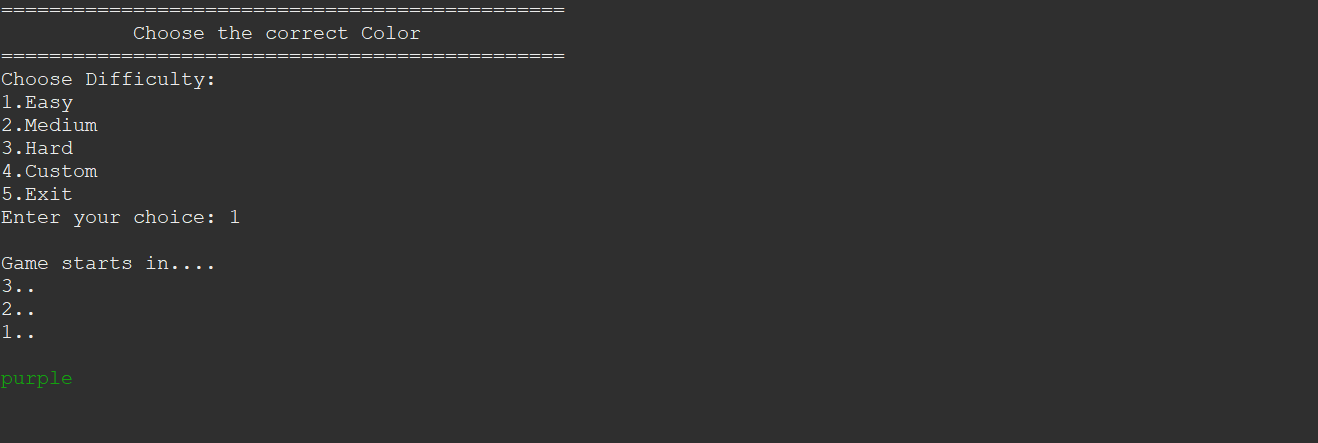 ===============================================
Choose the correct Color
===============================================
Choose Difficulty:
1.Easy
2.Medium
3.Hard
4.Custom
5.Exit
Enter your choice: 1
Game starts in....
3..
2..
1..
purple